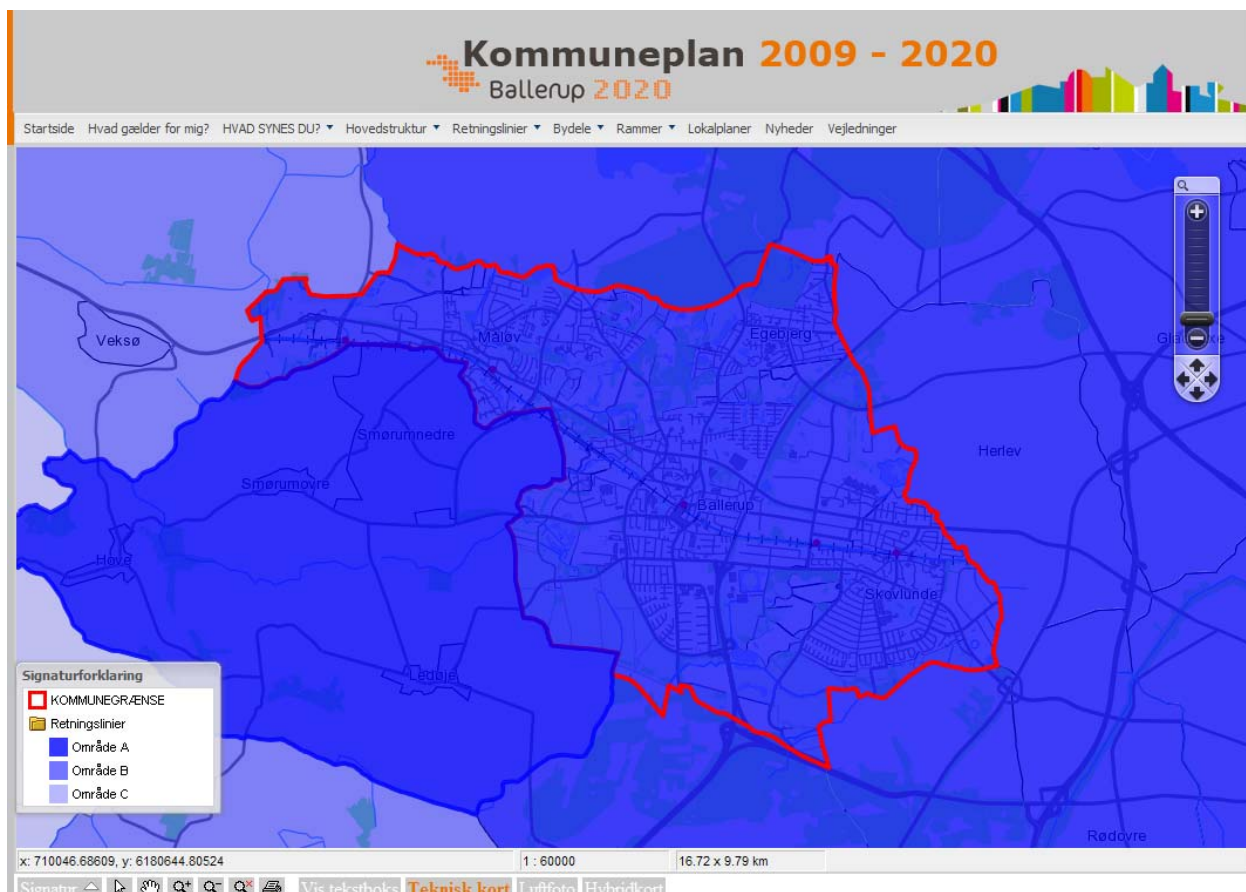 Kommuneplan 2009 - 2020
Ballerup 2020
Startside Hvad gælder for mig? HVAD SYNES DU? Hovedstruktur Retningslinier Bydele Rammer Lokalplaner Nyheder Vejledninger
Veksø
Måløv
Egebjerg
Smørumnedre
Herlev
Smørumovre
Ballerup
Hove
Skovlunde
Ledøje
Rødovre
Signaturforklaring
KOMMUNEGRÆNSE
Retningslinier
Område A
Område B
Område C
x: 710046.68609, y: 6180644.80524 1 : 60000 16.72 x 9.79 km
Signatur Vis tekstboks Teknisk kort Luftfoto Hybridkort